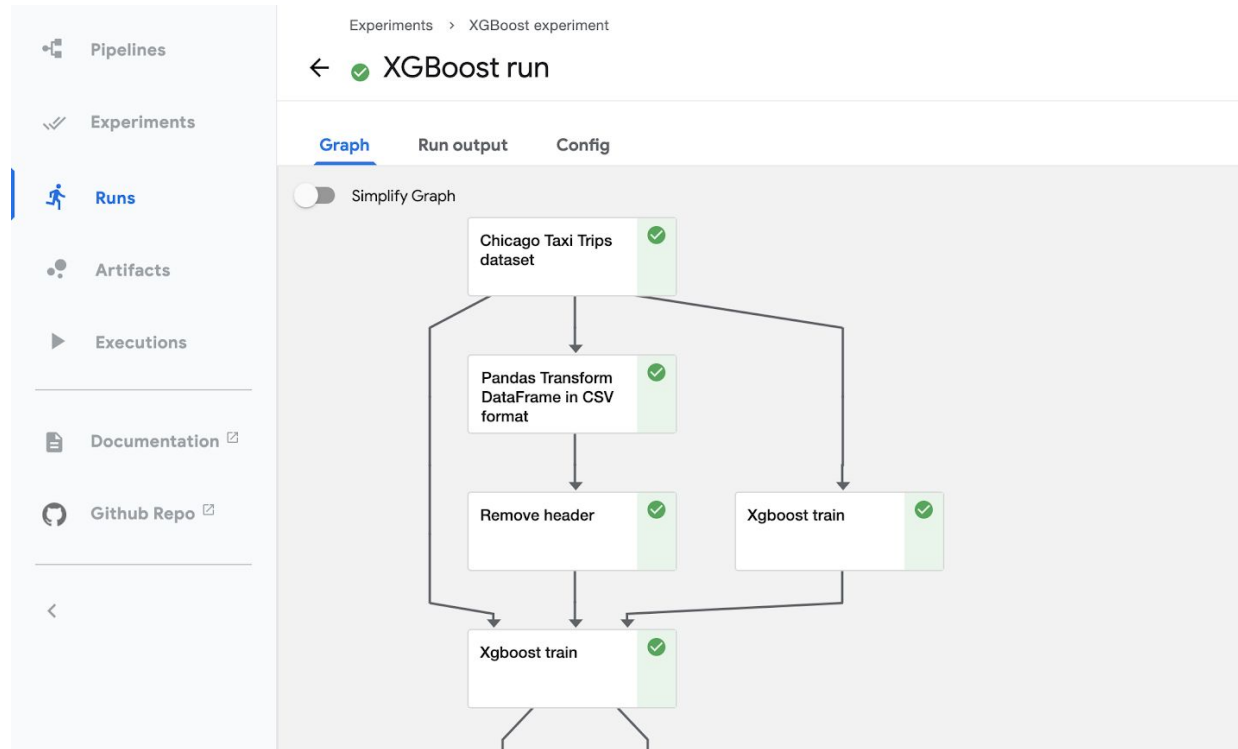 Pipelines
Experiments
Runs
Artifacts
Executions
Documentation
Github Repo
Experiments > XGBoost experiment
XGBoost run
Graph Run output Config
Simplify Graph
Chicago Taxi Trips
dataset
Pandas Transform
DataFrame in CSV
format
Remove header
Xgboost train
Xgboost train